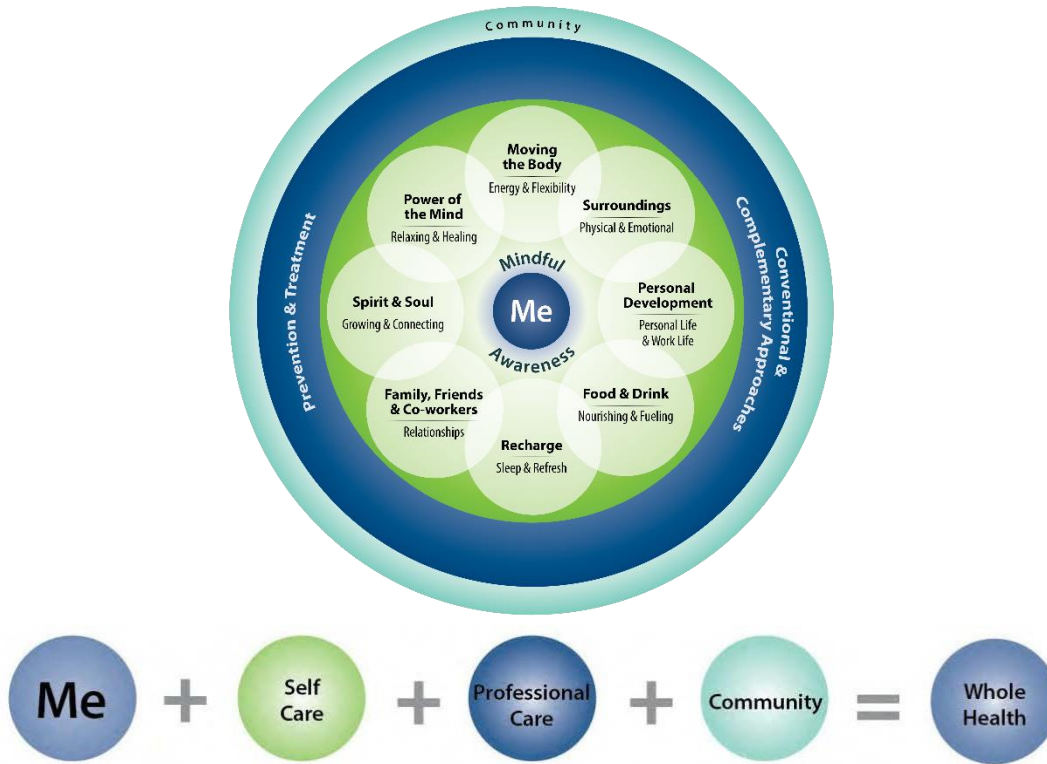 Community
Moving
the Body
Energy & Flexibility
Surroundings
Physical & Emotional
Personal
Development
Personal Life
& Work Life
Food & Drink
Nourishing & Fueling
Recharge
Sleep & Refresh
Family, Friends
& Co-workers
Relationships
Spirit & Soul
Growing & Connecting
Power of
the Mind
Relaxing & Healing
Mindful
Me
Awareness
Prevention & Treatment
Conventional &
Complementary Approaches
Me
+
Self
Care
+
Professional
Care
+
Community
=
Whole
Health